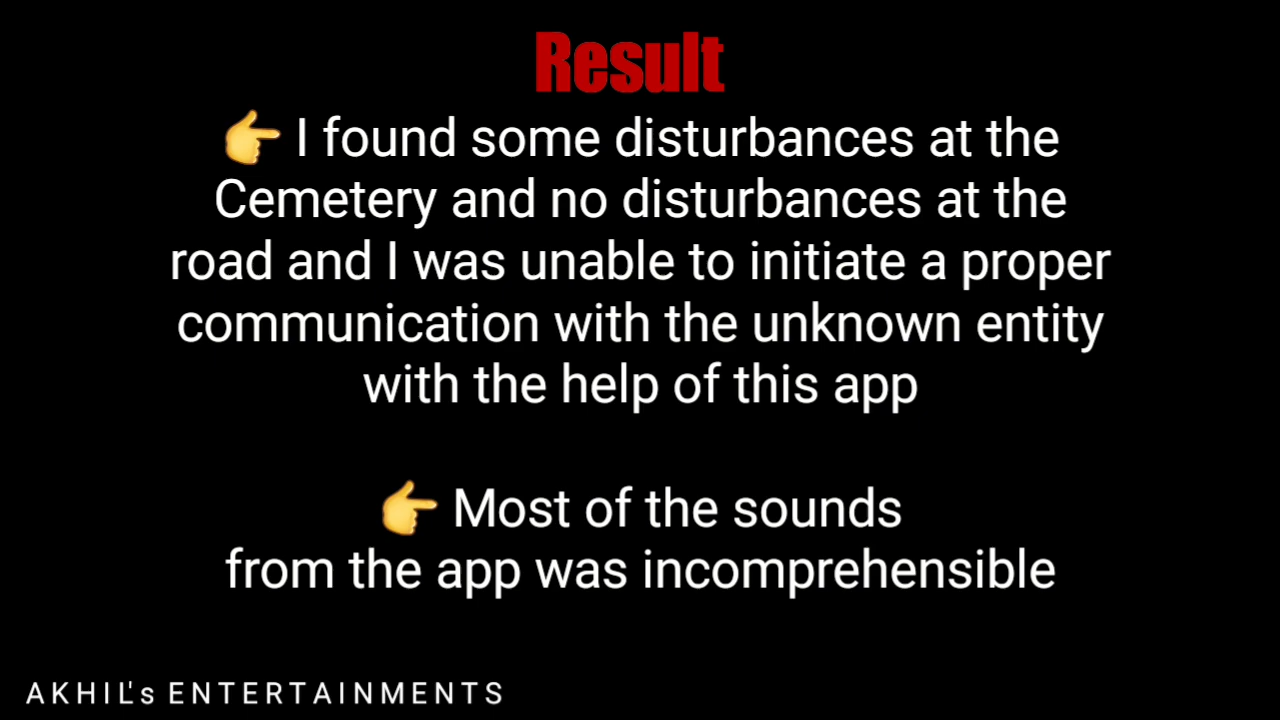 Result
👉 I found some disturbances at the
Cemetery and no disturbances at the
road and I was unable to initiate a proper
communication with the unknown entity
with the help of this app
👉 Most of the sounds
from the app was incomprehensible
AKHIL's ENTERTAINMENTS